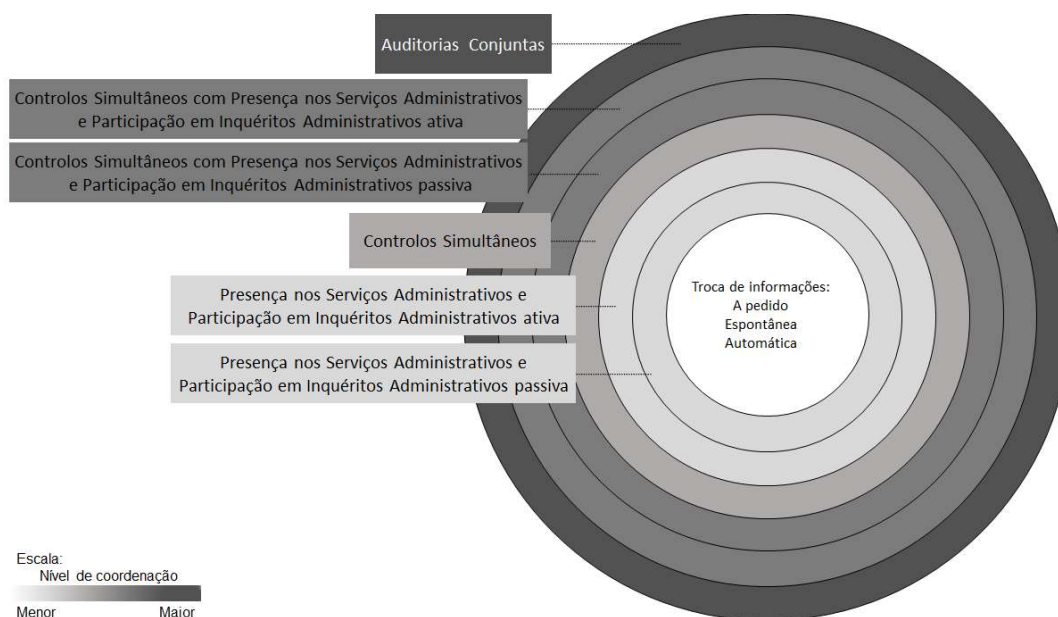 Auditorias Conjuntas
Controlos Simultâneos com Presença nos Serviços Administrativos
e Participação em Inquéritos Administrativos ativa
Controlos Simultâneos com Presença nos Serviços Administrativos
e Participação em Inquéritos Administrativos passiva
Controlos Simultâneos
Presença nos Serviços Administrativos e
Participação em Inquéritos Administrativos ativa
Presença nos Serviços Administrativos e
Participação em Inquéritos Administrativos passiva
Troca de informações:
A pedido
Espontânea
Automática
Escala:
Nível de coordenação
Menor Maior